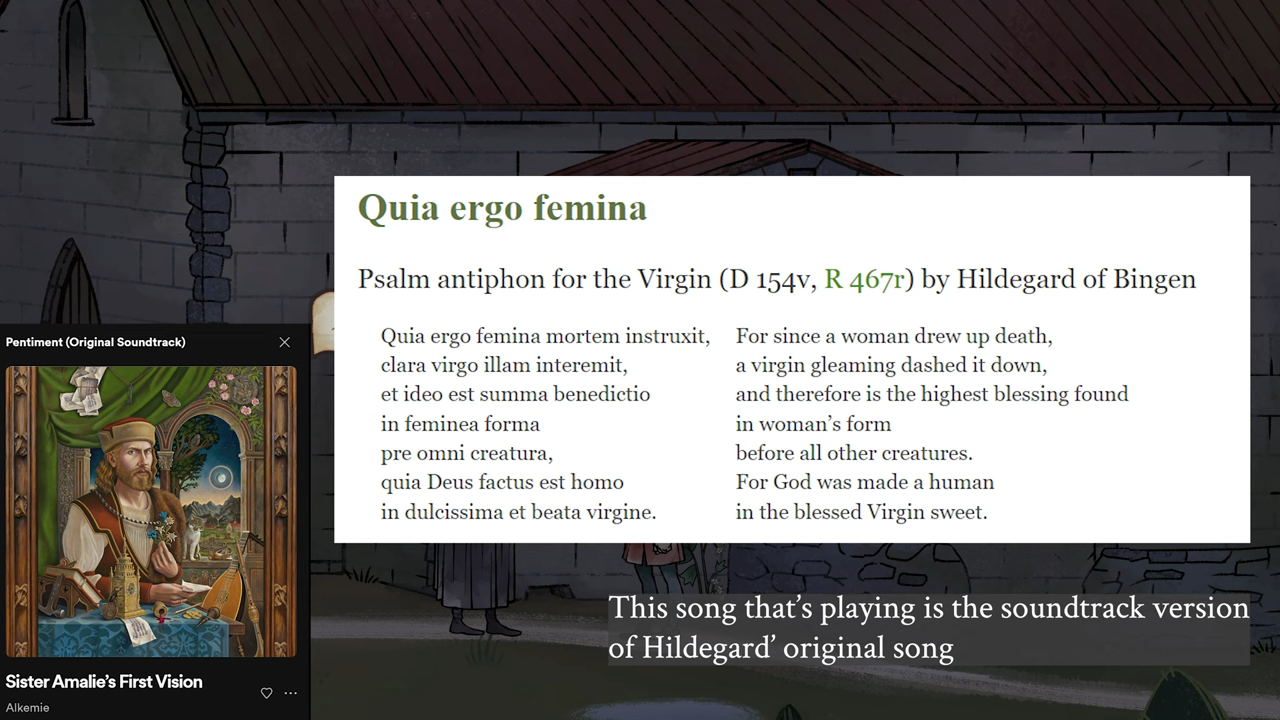 Quia ergo femina
Psalm antiphon for the Virgin (D 154v, R 467r) by Hildegard of Bingen
Quia ergo femina mortem instruxit,
clara virgo illam interemit,
et ideo est summa benedictio
in feminea forma
pre omni creatura,
quia Deus factus est homo
in dulcissima et beata virgine.
For since a woman drew up death,
a virgin gleaming dashed it down,
and therefore is the highest blessing found
in woman’s form
before all other creatures.
For God was made a human
in the blessed Virgin sweet.
Pentiment (Original Soundtrack)
Sister Amalie’s First Vision
Alkemie
This song that’s playing is the soundtrack version
of Hildegard’ original song